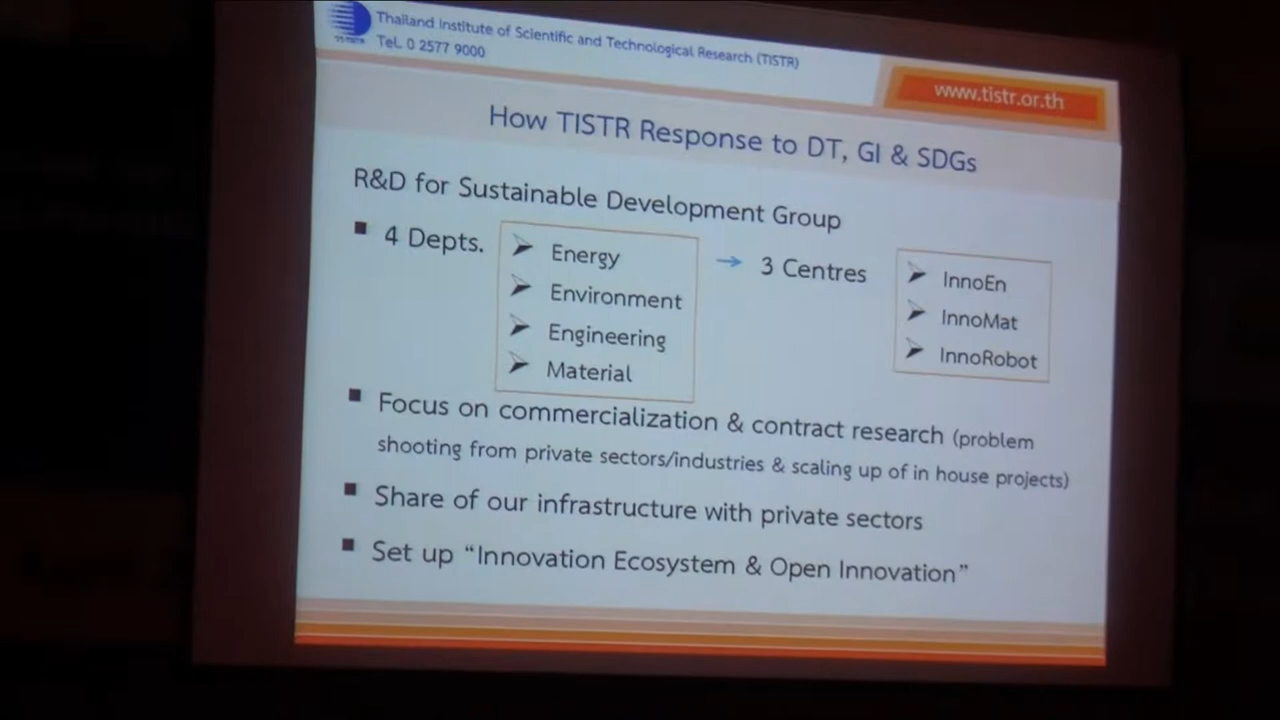 Thailand Institute of Scientific and Technological Research (TISTR)
Tel. 0 2577 9000
www.tistr.or.th
How TISTR Response to DT, GI & SDGs
R&D for Sustainable Development Group
4 Depts.
Energy
Environment
Engineering
Material
→ 3 Centres
InnoEn
InnoMat
InnoRobot
Focus on commercialization & contract research (problem
shooting from private sectors/industries & scaling up of in house projects)
Share of our infrastructure with private sectors
Set up “Innovation Ecosystem & Open Innovation”